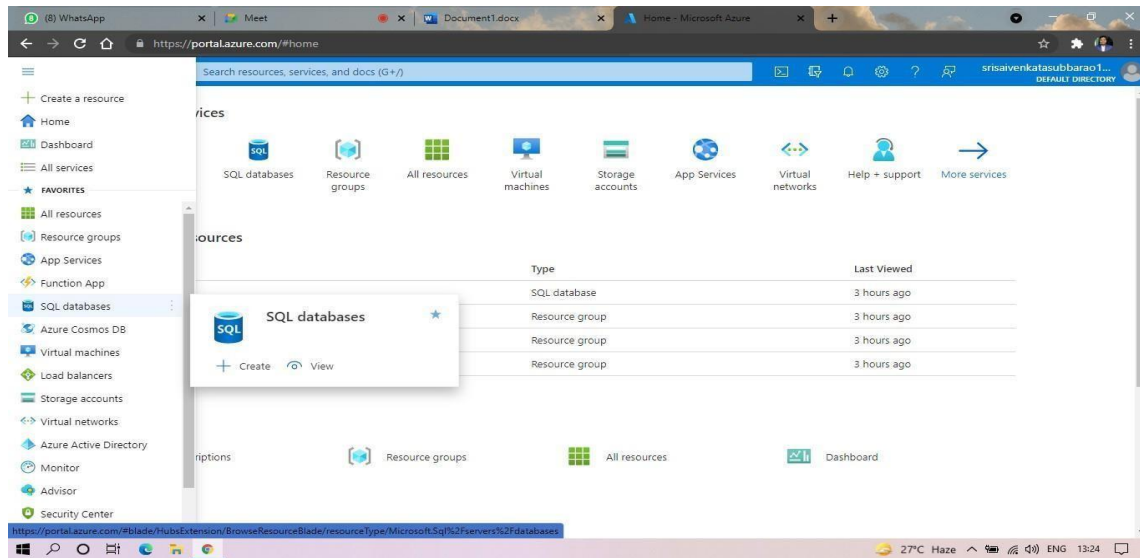 (8) WhatsApp
Meet
Document1.docx
Home - Microsoft Azure
https://portal.azure.com/#home
Search resources, services, and docs (G+/)
srisaivenkatasubbarao1...
DEFAULT DIRECTORY
Create a resource
Home
Dashboard
All services
FAVORITES
All resources
Resource groups
App Services
Function App
SQL databases
Azure Cosmos DB
Virtual machines
Load balancers
Storage accounts
Virtual networks
Azure Active Directory
Monitor
Advisor
Security Center
vices
SQL
SQL databases
Resource groups
All resources
Virtual machines
Storage accounts
App Services
Virtual networks
Help + support
More services
sources
Type Last Viewed
SQL database 3 hours ago
Resource group 3 hours ago
Resource group 3 hours ago
Resource group 3 hours ago
SQL
SQL databases
Create View
riptions
Resource groups
All resources
Dashboard
https://portal.azure.com/#blade/HubsExtension/BrowseResourceBlade/resourceType/Microsoft.Sql%2Fservers%2Fdatabases
27°C Haze ENG 13:24